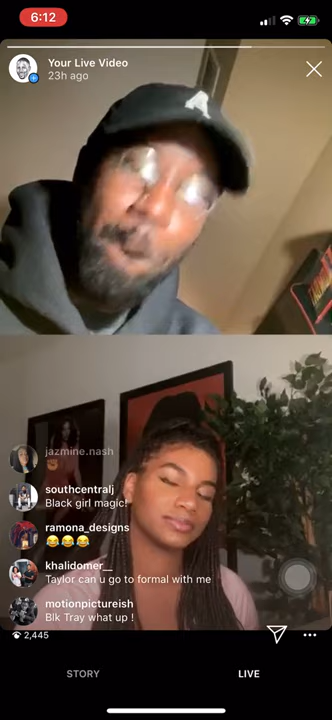 6:12
Your Live Video
23h ago
A
jazmine.nash
southcentralj
Black girl magic!
ramona_designs
😂😂😂
khalidomer__
Taylor can u go to formal with me
motionpictureish
Blk Tray what up !
2,445
STORY
LIVE